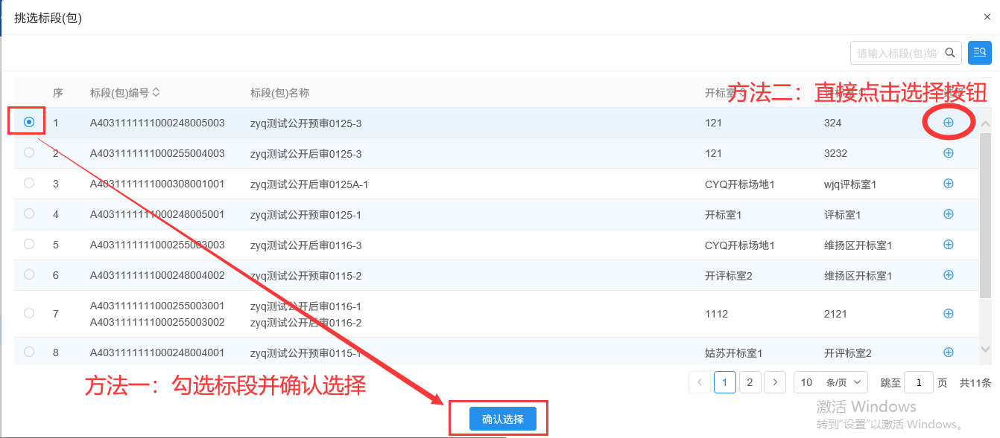 挑选标段(包)
请输入标段(包)编
序 标段(包)编号 标段(包)名称 开标室
方法二：直接点击选择按钮
1 A4031111111000248005003 zyq测试公开预审0125-3 121 324
2 A4031111111000255004003 zyq测试公开后审0125-3 121 3232
3 A4031111111000308001001 zyq测试公开后审0125A-1 CYQ开标场地1 wjq评标室1
4 A4031111111000248005001 zyq测试公开预审0125-1 开标室1 评标室1
5 A4031111111000255003003 zyq测试公开后审0116-3 CYQ开标场地1 维扬区开标室1
6 A4031111111000248004002 zyq测试公开预审0115-2 开评标室2 维扬区开标室1
7 A4031111111000255003001 zyq测试公开后审0116-1 1112 2121
A4031111111000255003002 zyq测试公开后审0116-2
8 A4031111111000248004001 zyq测试公开预审0115-1 姑苏开标室1 开评标室2
方法一：勾选标段并确认选择
1 2 10 条/页 跳至 1 页 共11条
确认选择
激活 Windows
转到“设置”以激活 Windows。